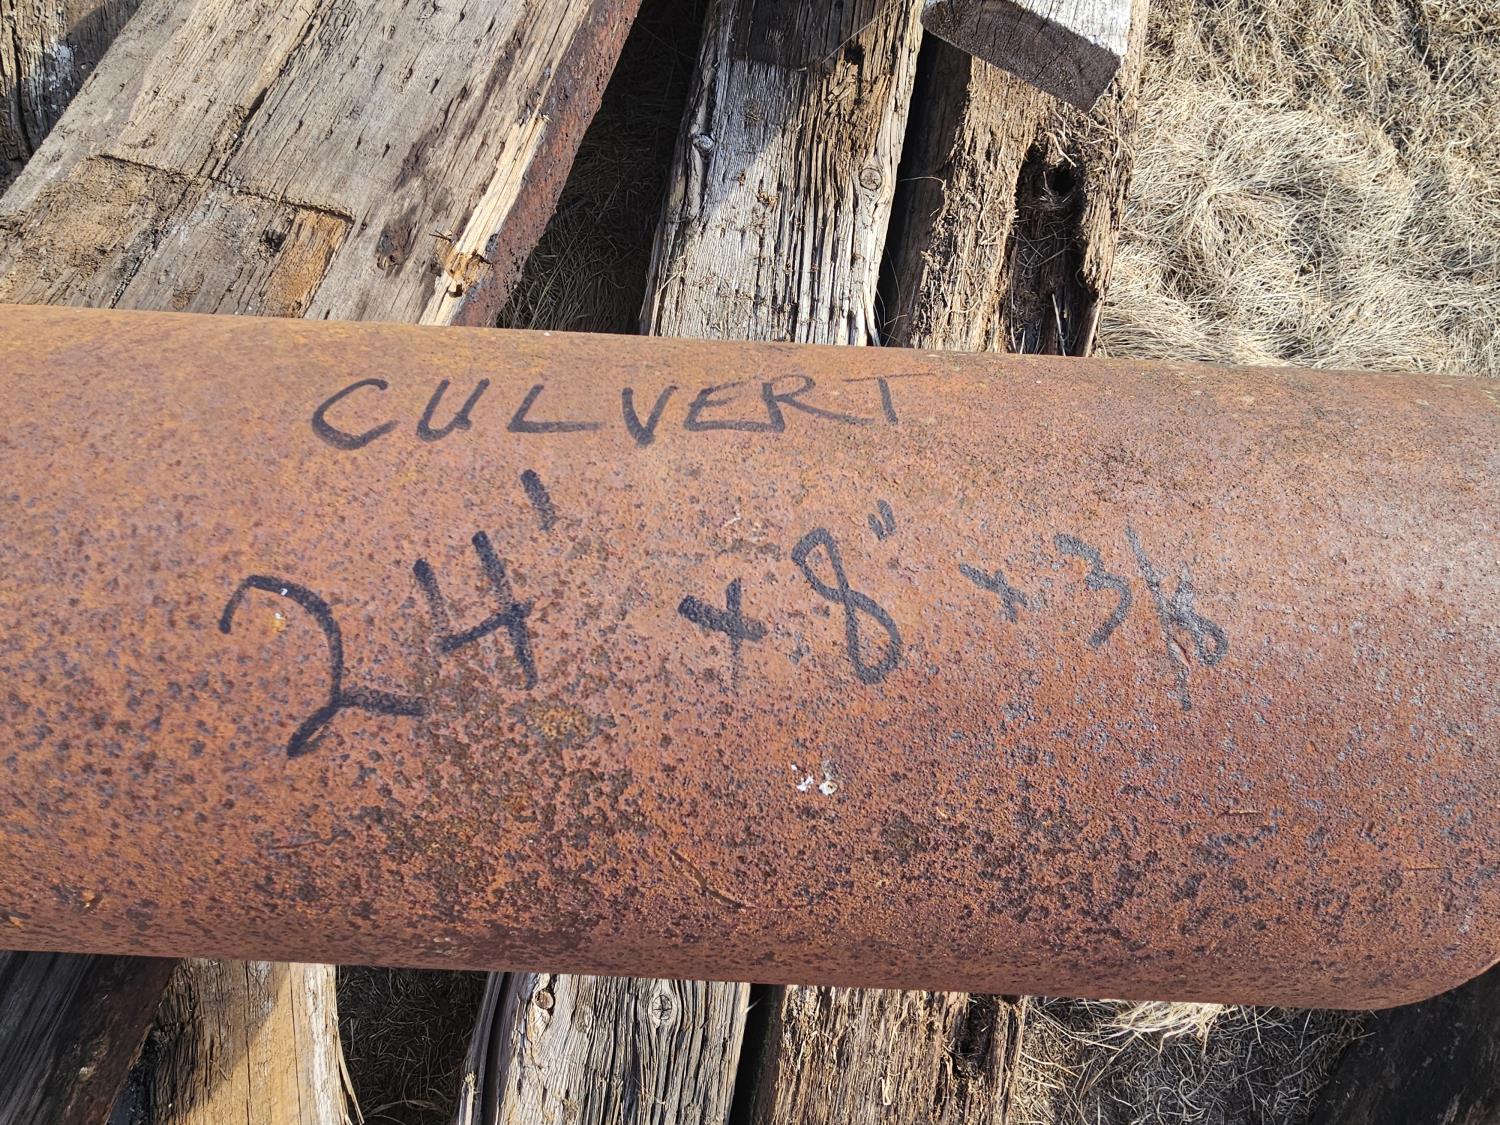 CULVERT
24' x 8" x 3/8